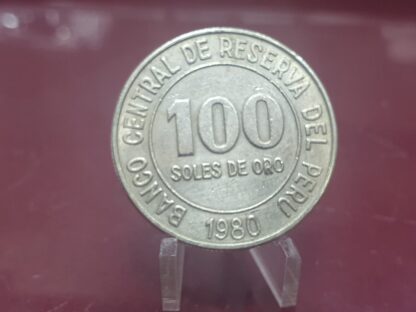 BANCO CENTRAL DE RESERVA DEL PERU
100
SOLES DE ORO
1980